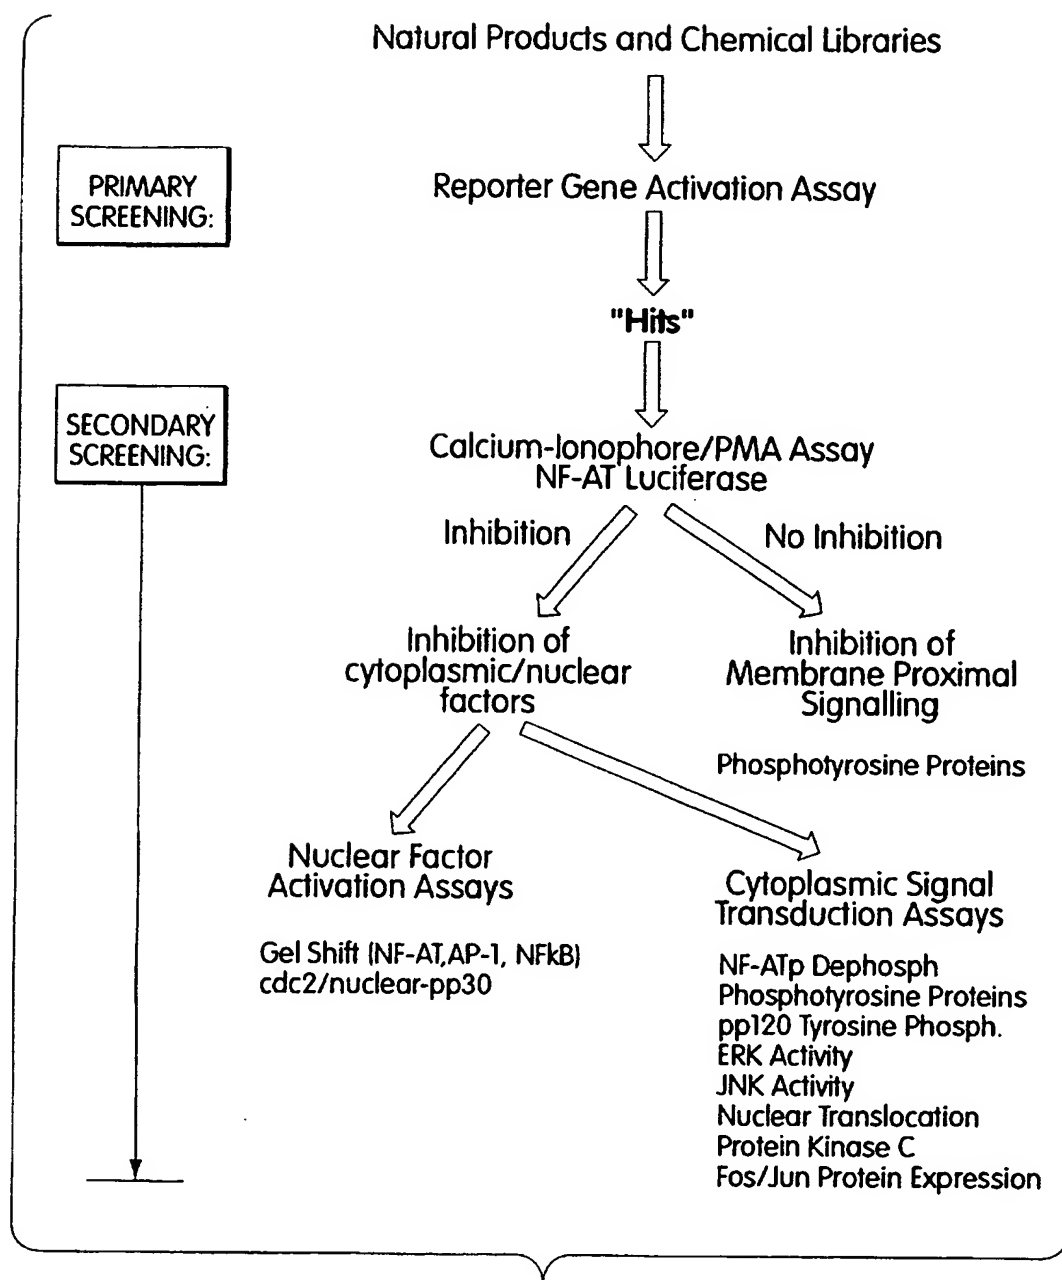 Natural Products and Chemical Libraries
PRIMARY
SCREENING:
Reporter Gene Activation Assay
"Hits"
SECONDARY
SCREENING:
Calcium-Ionophore/PMA Assay
NF-AT Luciferase
Inhibition
No Inhibition
Inhibition of
cytoplasmic/nuclear
factors
Inhibition of
Membrane Proximal
Signalling
Phosphotyrosine Proteins
Nuclear Factor
Activation Assays
Gel Shift (NF-AT,AP-1, NFkB)
cdc2/nuclear-pp30
Cytoplasmic Signal
Transduction Assays
NF-ATp Dephosph
Phosphotyrosine Proteins
pp120 Tyrosine Phosph.
ERK Activity
JNK Activity
Nuclear Translocation
Protein Kinase C
Fos/Jun Protein Expression